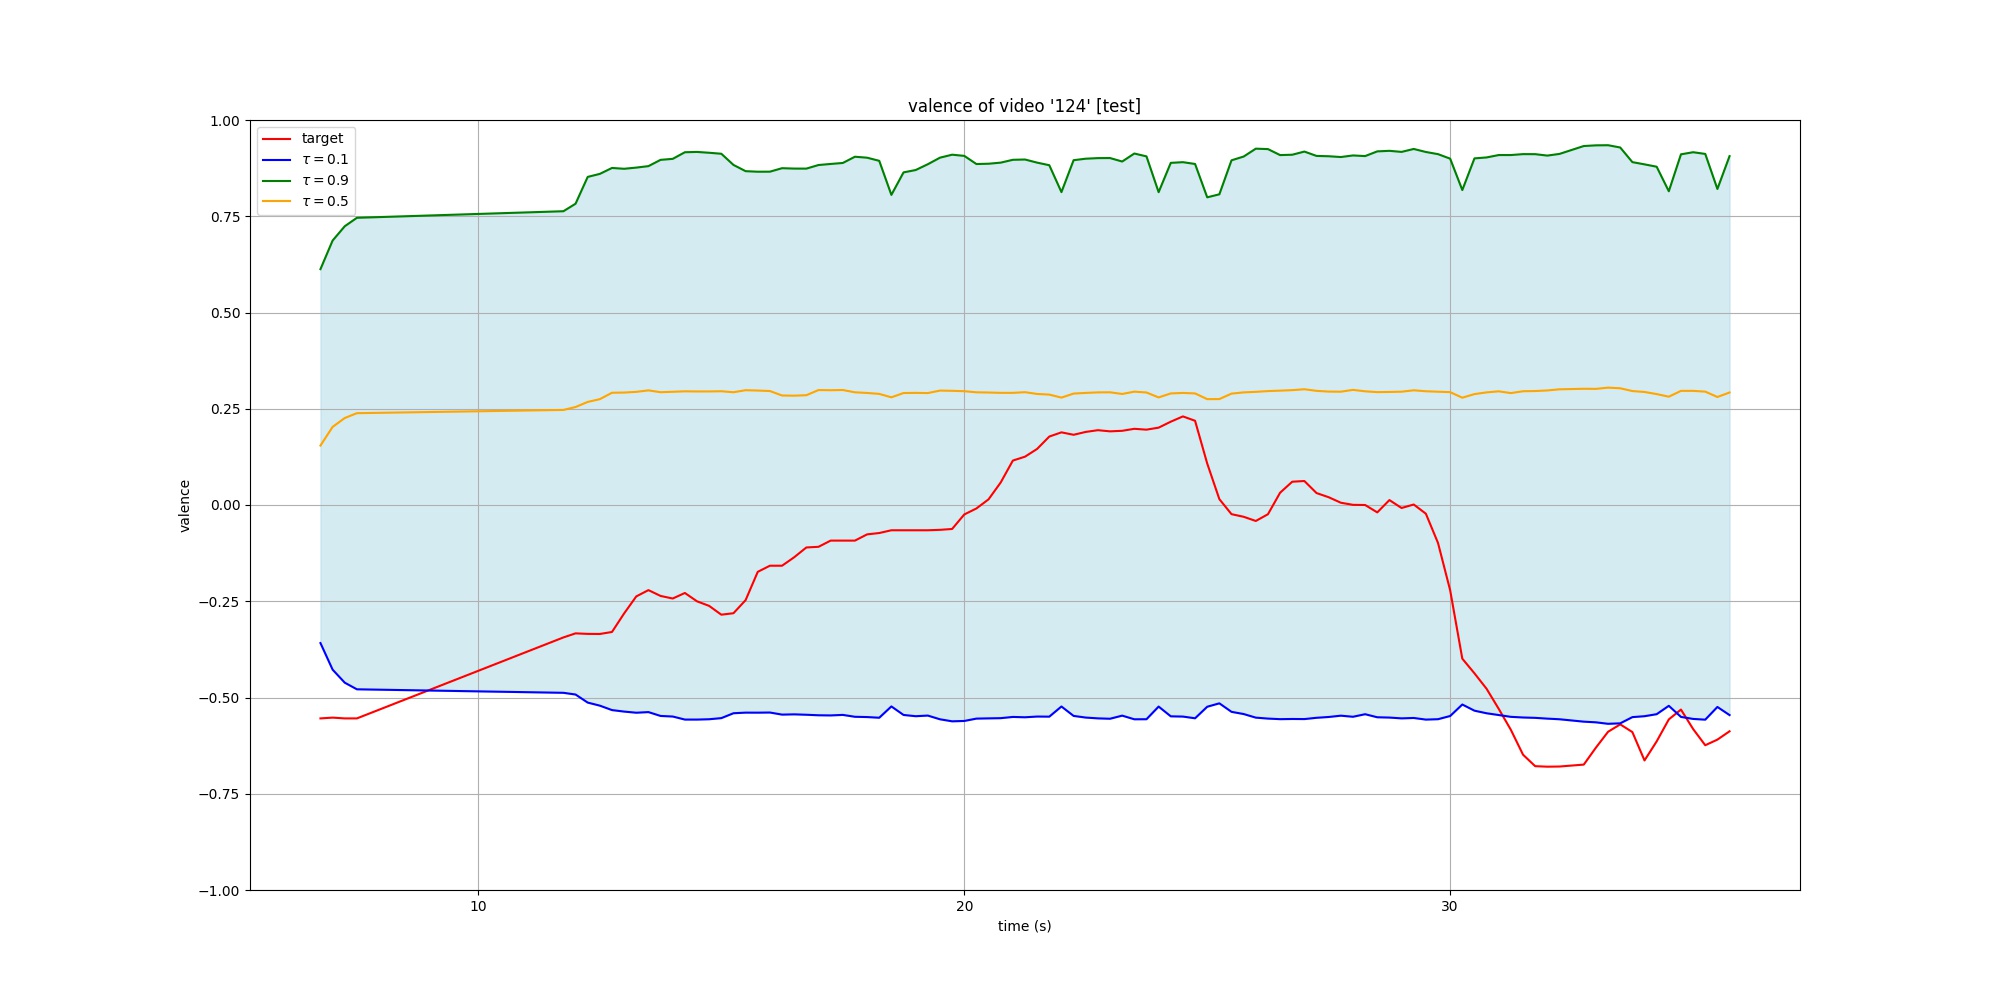 valence of video '124' [test]
target
τ = 0.1
τ = 0.9
τ = 0.5
1.00
0.75
0.50
0.25
0.00
−0.25
−0.50
−0.75
−1.00
valence
10
20
30
time (s)